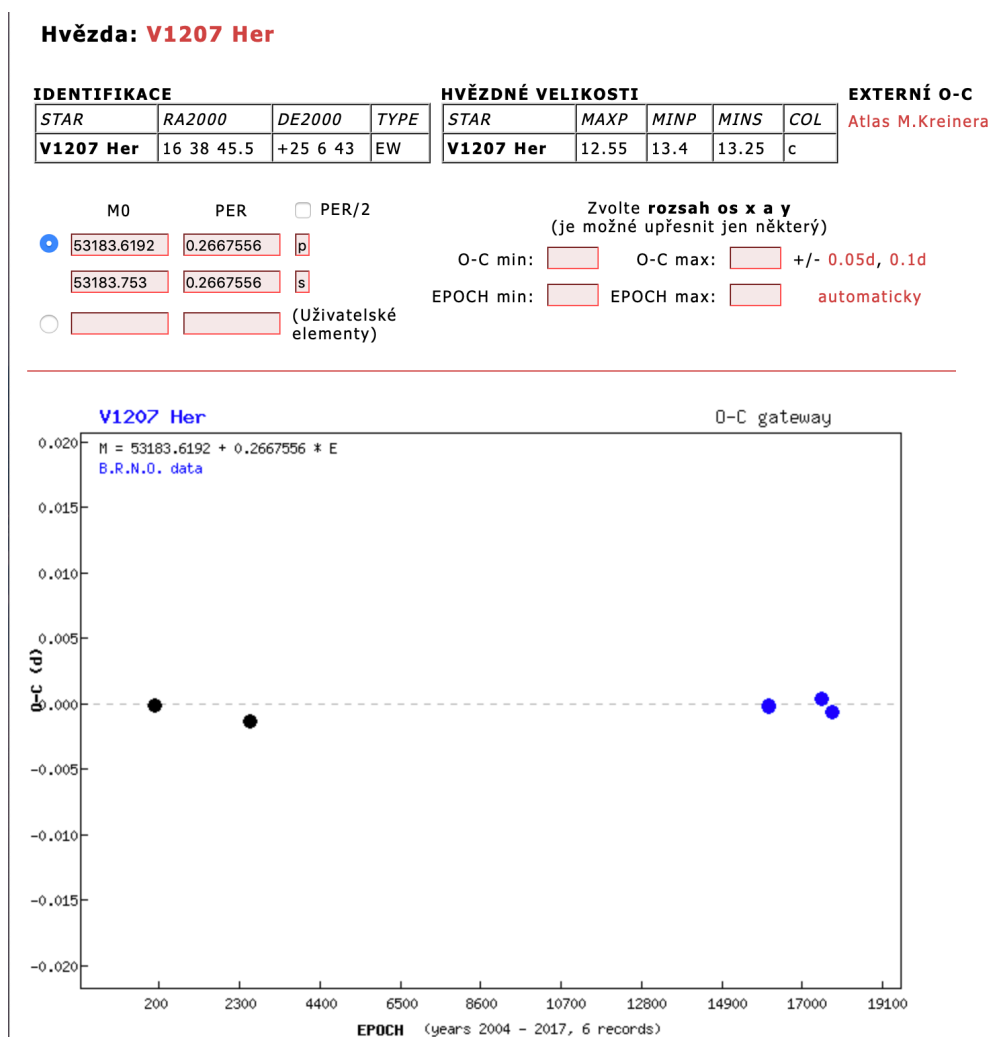 Hvězda: V1207 Her
IDENTIFIKACE
STAR RA2000 DE2000 TYPE
V1207 Her 16 38 45.5 +25 6 43 EW
HVĚZDNÉ VELIKOSTI
STAR MAXP MINP MINS COL
V1207 Her 12.55 13.4 13.25 c
EXTERNÍ O-C
Atlas M.Kreinera
M0 PER PER/2
53183.6192 0.2667556 p
53183.753 0.2667556 s
(Uživatelské
elementy)
Zvolte rozsah os x a y
(je možné upřesnit jen některý)
O-C min: O-C max: +/- 0.05d, 0.1d
EPOCH min: EPOCH max: automaticky
V1207 Her
O-C gateway
M = 53183.6192 + 0.2667556 * E
B.R.N.O. data
0.020
0.015
0.010
0.005
0.000
-0.005
-0.010
-0.015
-0.020
O-C (d)
200 2300 4400 6500 8600 10700 12800 14900 17000 19100
EPOCH (years 2004 - 2017, 6 records)